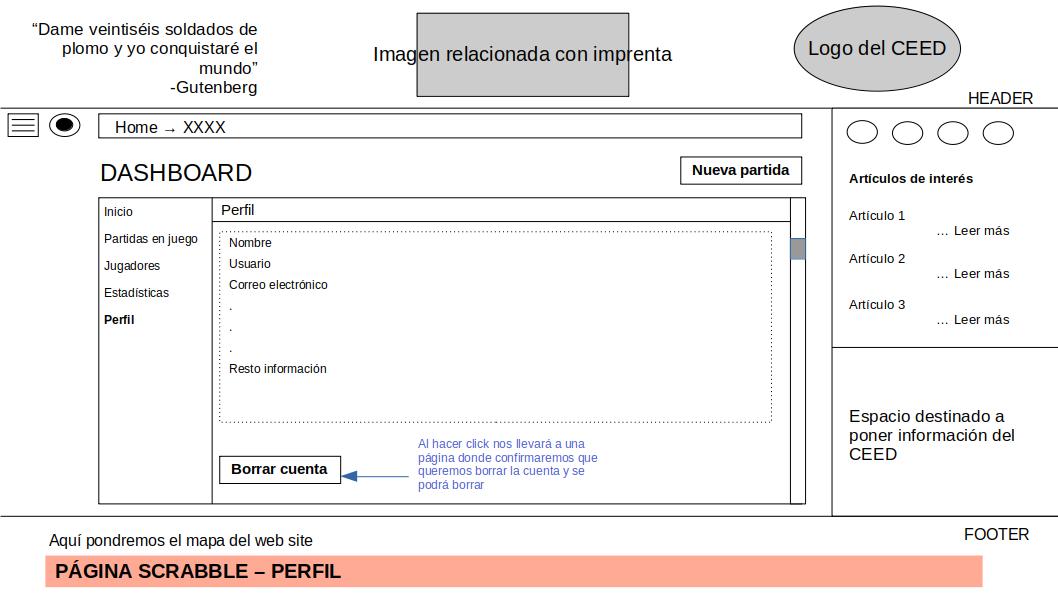 “Dame veintiséis soldados de
plomo y yo conquistaré el
mundo”
-Gutenberg
Imagen relacionada con imprenta
Logo del CEED
HEADER
Home → XXXX
DASHBOARD
Nueva partida
Inicio
Partidas en juego
Jugadores
Estadísticas
Perfil
Perfil
Nombre
Usuario
Correo electrónico
.
.
.
Resto información
Borrar cuenta
Al hacer click nos llevará a una
página donde confirmaremos que
queremos borrar la cuenta y se
podrá borrar
Artículos de interés
Artículo 1
... Leer más
Artículo 2
... Leer más
Artículo 3
... Leer más
Espacio destinado a
poner información del
CEED
FOOTER
Aquí pondremos el mapa del web site
PÁGINA SCRABBLE – PERFIL